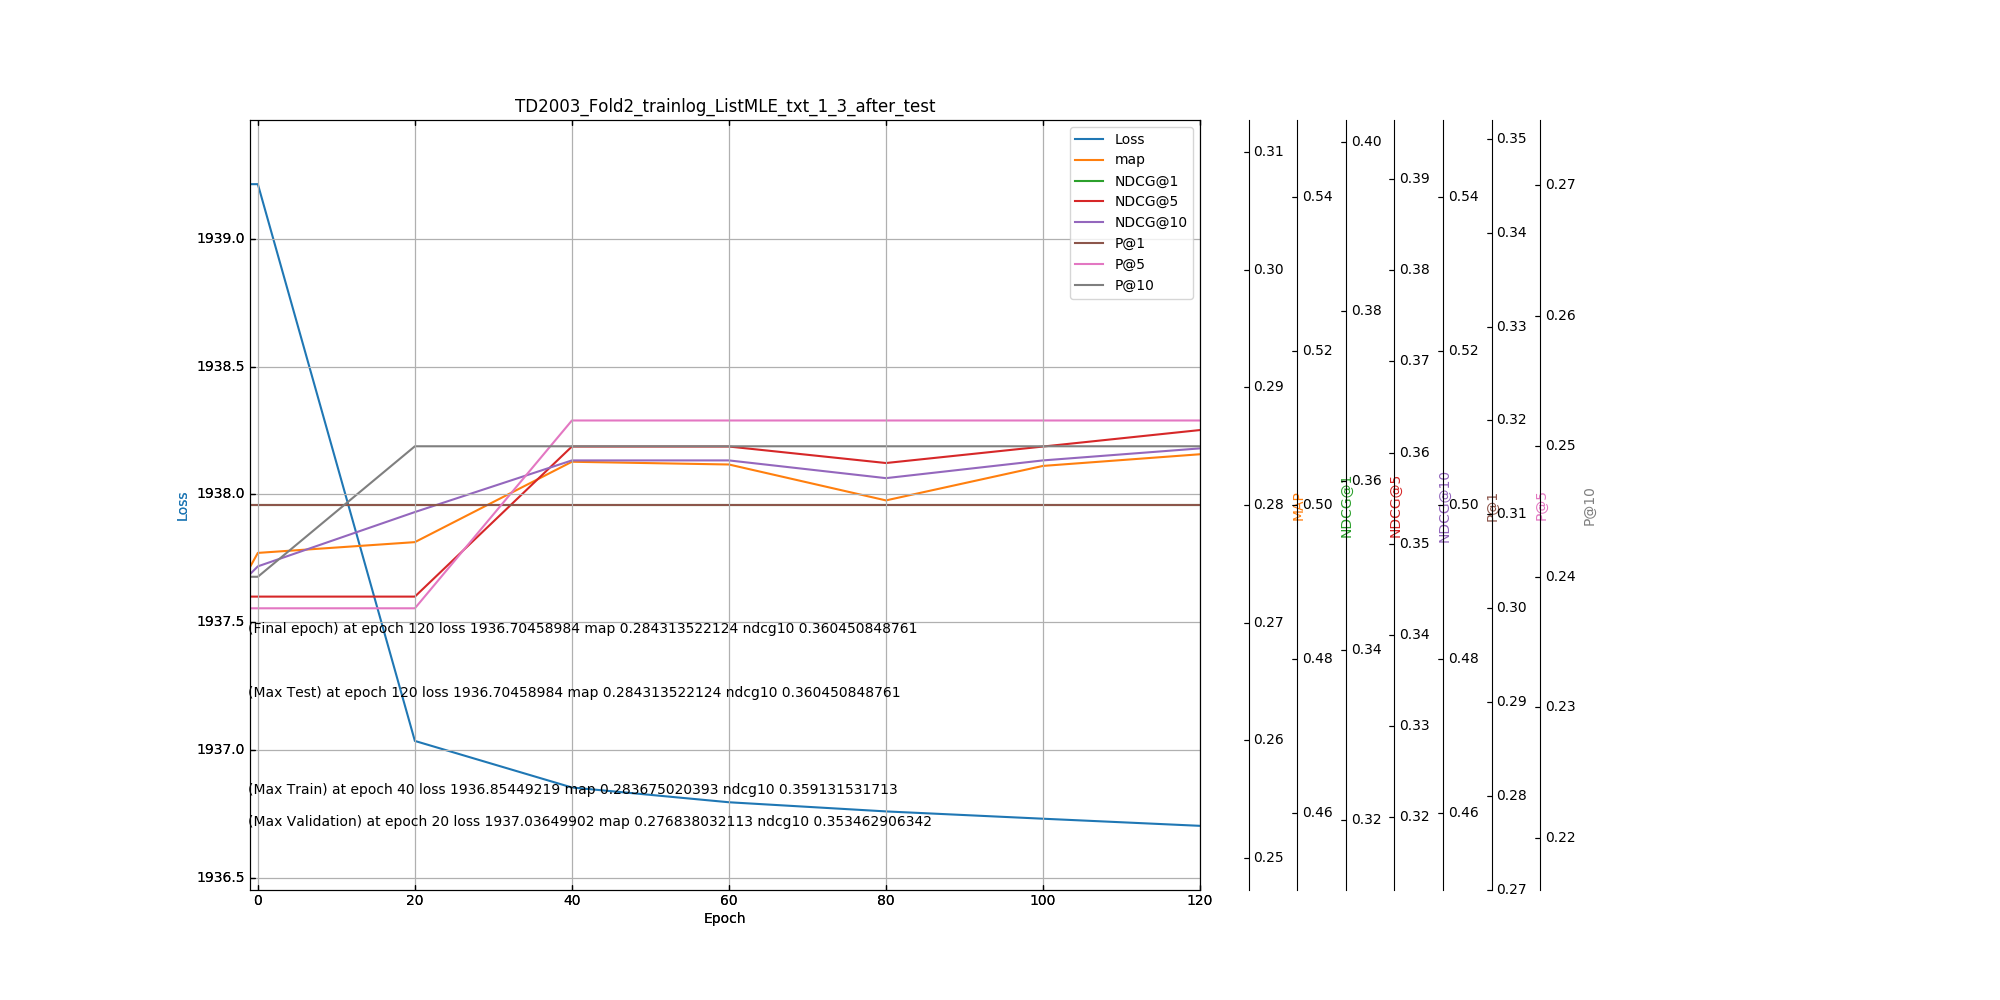 TD2003_Fold2_trainlog_ListMLE_txt_1_3_after_test
Loss
map
NDCG@1
NDCG@5
NDCG@10
P@1
P@5
P@10
1939.0
1938.5
1938.0
1937.5
1937.0
1936.5
Loss
(Final epoch) at epoch 120 loss 1936.70458984 map 0.284313522124 ndcg10 0.360450848761
(Max Test) at epoch 120 loss 1936.70458984 map 0.284313522124 ndcg10 0.360450848761
(Max Train) at epoch 40 loss 1936.85449219 map 0.283675020393 ndcg10 0.359131531713
(Max Validation) at epoch 20 loss 1937.03649902 map 0.276838032113 ndcg10 0.353462906342
0 20 40 60 80 100 120
Epoch
0.31
0.30
0.29
0.28
0.27
0.26
0.25
MAP
0.54
0.52
0.50
0.48
0.46
NDCG@1
0.40
0.38
0.36
0.34
0.32
NDCG@5
0.39
0.38
0.37
0.36
0.35
0.34
0.33
0.32
NDCG@10
0.54
0.52
0.50
0.48
0.46
P@1
0.35
0.34
0.33
0.32
0.31
0.30
0.29
0.28
0.27
P@5
0.27
0.26
0.25
0.24
0.23
0.22
P@10